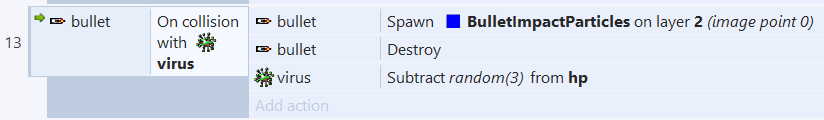 13
bullet
On collision
with virus
bullet Spawn BulletImpactParticles on layer 2 (image point 0)
bullet Destroy
virus Subtract random(3) from hp
Add action